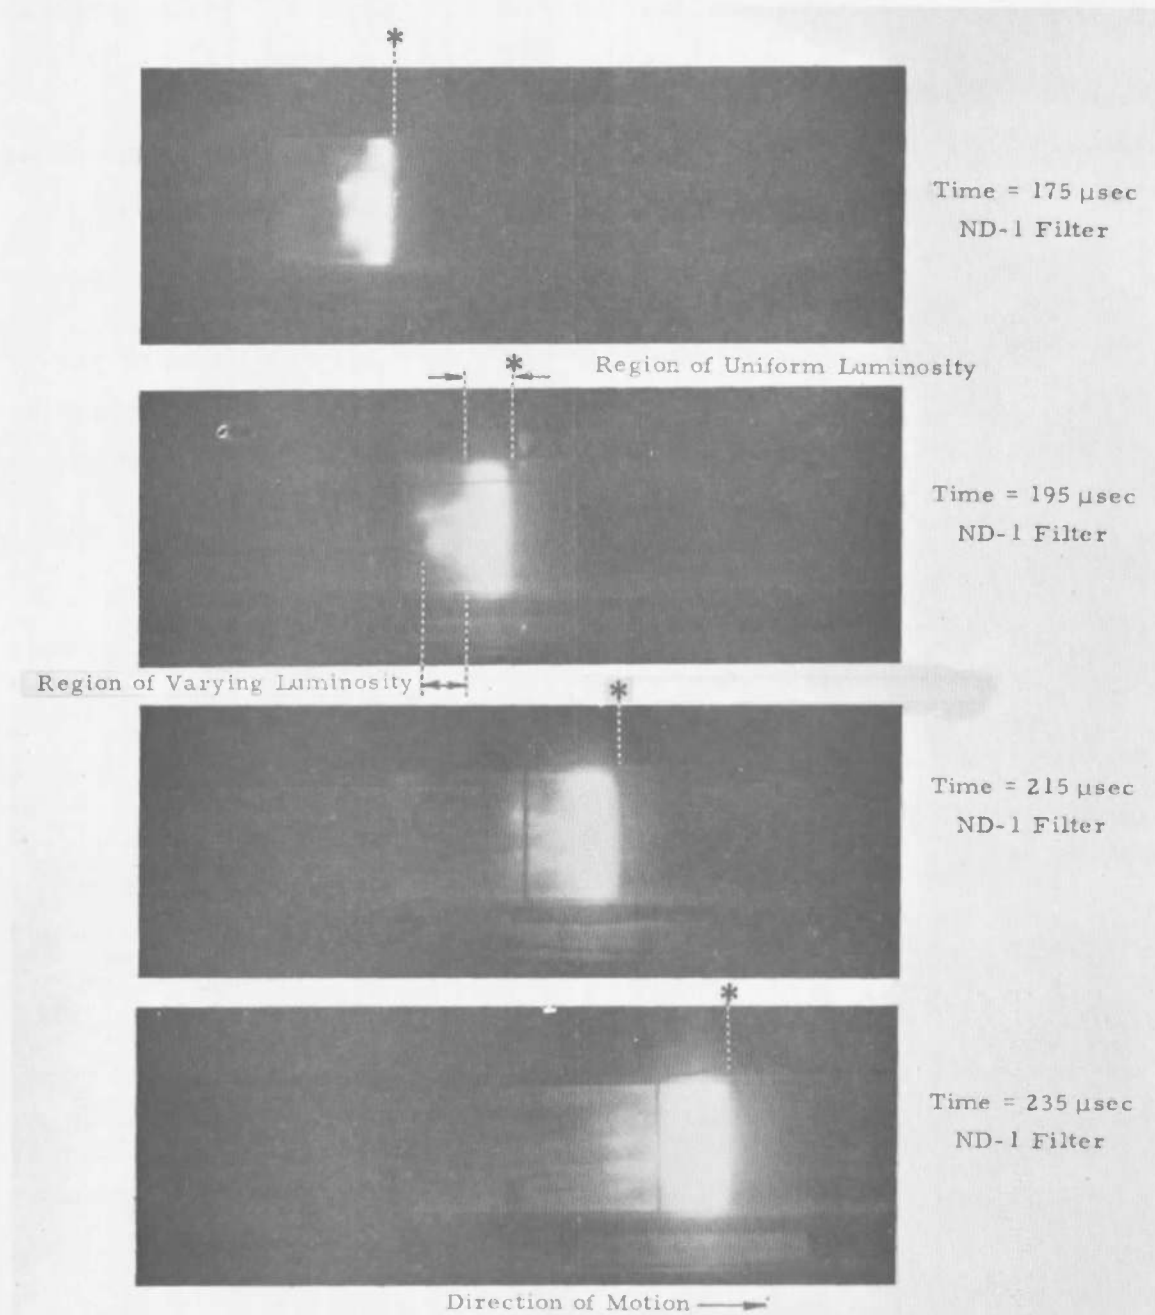 *
Time = 175 μsec
ND-1 Filter
* Region of Uniform Luminosity
Time = 195 μsec
ND-1 Filter
Region of Varying Luminosity
*
Time = 215 μsec
ND-1 Filter
*
Time = 235 μsec
ND-1 Filter
Direction of Motion